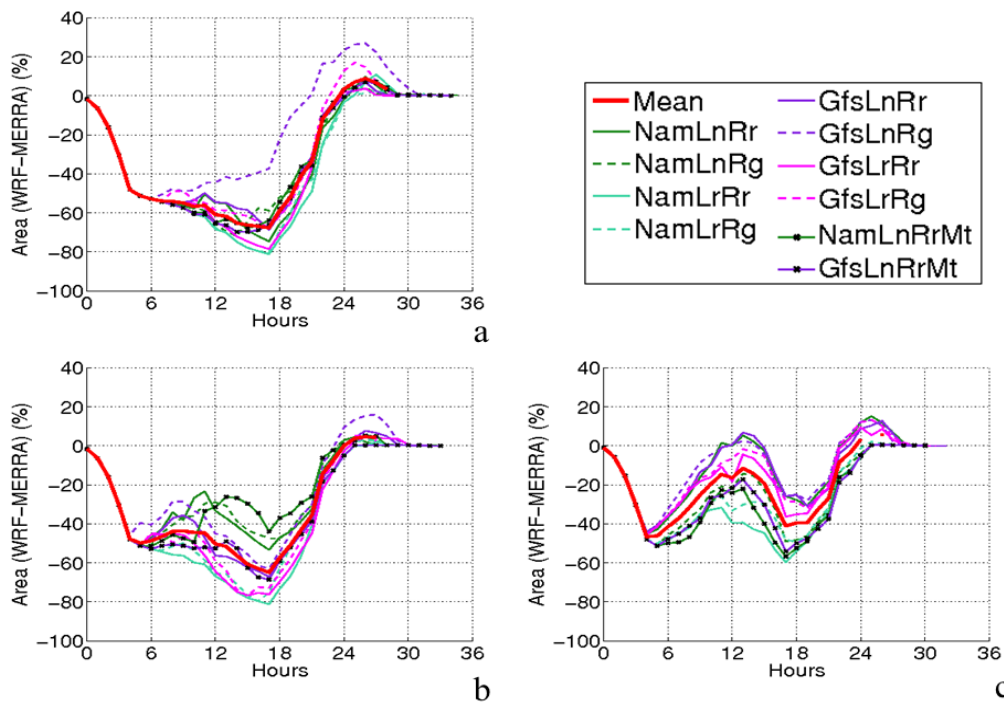 40
20
0
−20
−40
−60
−80
−100
Area (WRF−MERRA) (%)
0 6 12 18 24 30 36
Hours
a
Mean
NamLnRr
NamLnRg
NamLrRr
NamLrRg
GfsLnRr
GfsLnRg
GfsLrRr
GfsLrRg
NamLnRrMt
GfsLnRrMt
40
20
0
−20
−40
−60
−80
−100
Area (WRF−MERRA) (%)
0 6 12 18 24 30 36
Hours
b
40
20
0
−20
−40
−60
−80
−100
Area (WRF−MERRA) (%)
0 6 12 18 24 30 36
Hours
c